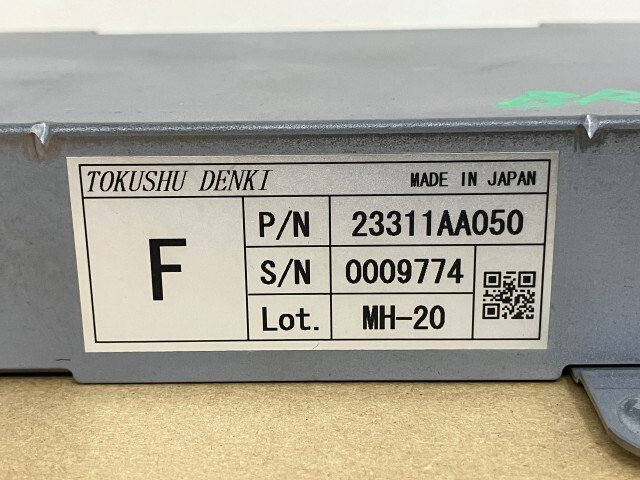 TOKUSHU DENKI MADE IN JAPAN
F
P/N 23311AA050
S/N 0009774
Lot. MH-20